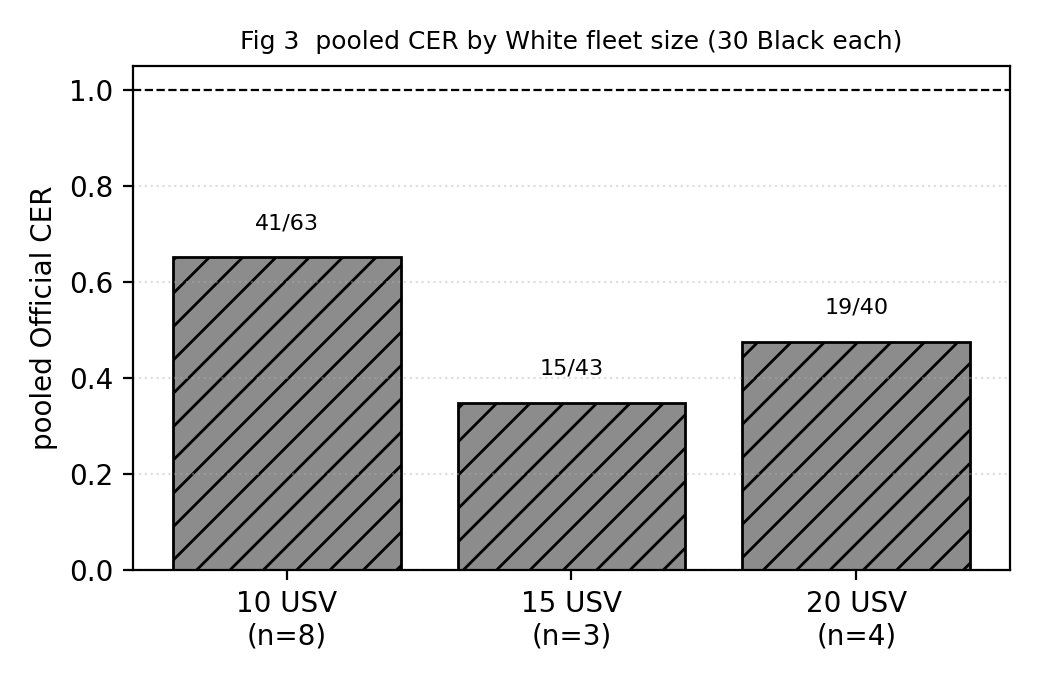 Fig 3  pooled CER by White fleet size (30 Black each)
pooled Official CER
1.0
0.8
0.6
0.4
0.2
0.0
41/63
15/43
19/40
10 USV
(n=8)
15 USV
(n=3)
20 USV
(n=4)